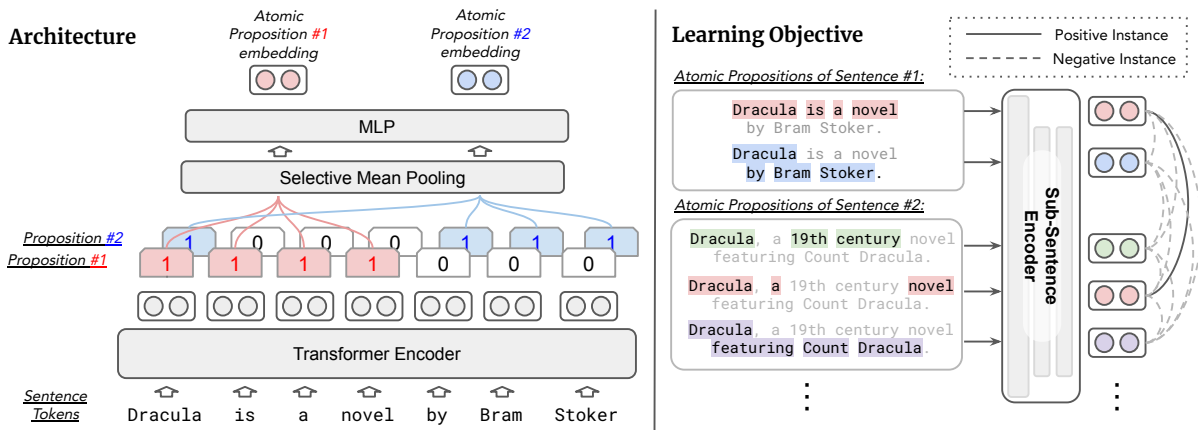 Architecture
Atomic
Proposition #1
embedding
Atomic
Proposition #2
embedding
MLP
Selective Mean Pooling
Proposition #2
1 0 0 0 1 1 1
Proposition #1
1 1 1 1 0 0 0
Transformer Encoder
Sentence
Tokens
Dracula is a novel by Bram Stoker
Learning Objective
Positive Instance
Negative Instance
Atomic Propositions of Sentence #1:
Dracula is a novel
by Bram Stoker.
Dracula is a novel
by Bram Stoker.
Atomic Propositions of Sentence #2:
Dracula, a 19th century novel
featuring Count Dracula.
Dracula, a 19th century novel
featuring Count Dracula.
Dracula, a 19th century novel
featuring Count Dracula.
Sub-Sentence
Encoder